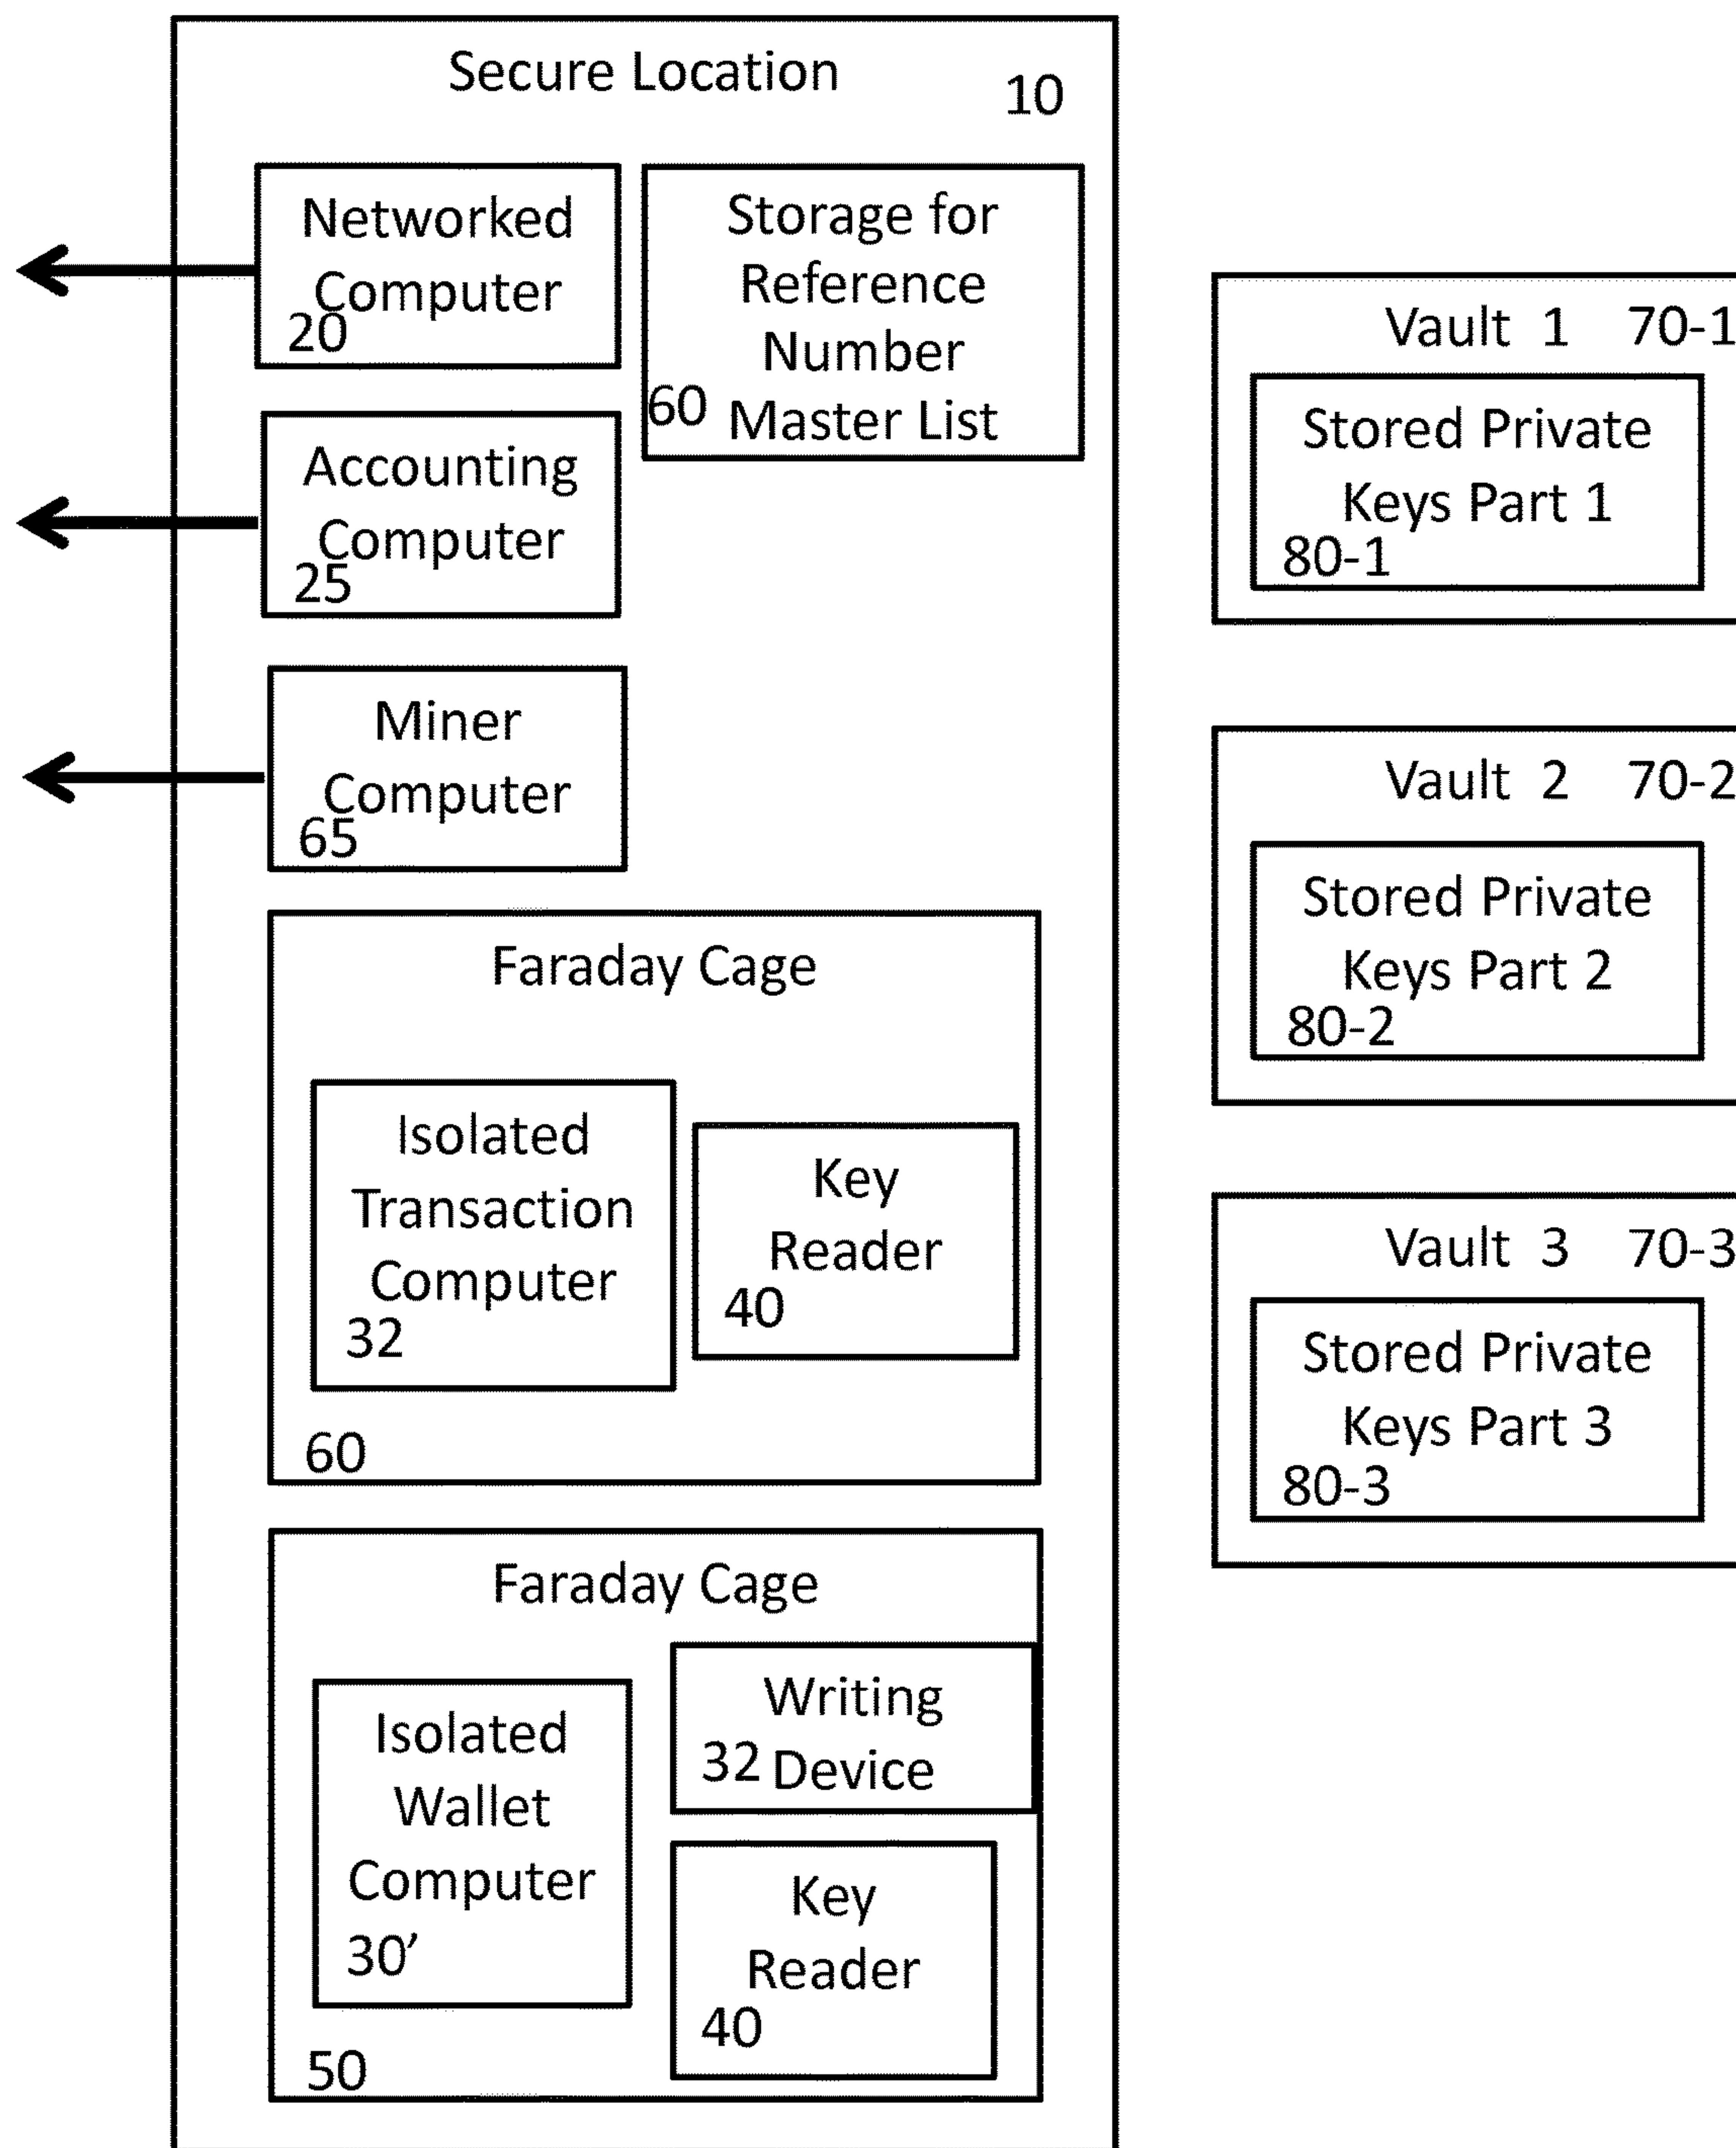 Secure Location
10
Networked
Computer
20
Storage for
Reference
Number
60 Master List
Accounting
Computer
25
Miner
Computer
65
Faraday Cage
Isolated
Transaction
Computer
32
Key
Reader
40
60
Faraday Cage
Isolated
Wallet
Computer
30’
Writing
32 Device
Key
Reader
40
50
Vault 1 70-1
Stored Private
Keys Part 1
80-1
Vault 2 70-2
Stored Private
Keys Part 2
80-2
Vault 3 70-3
Stored Private
Keys Part 3
80-3